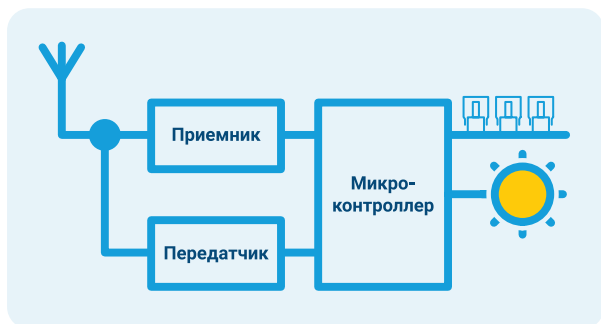 Приемник
Микро-
контроллер
Передатчик